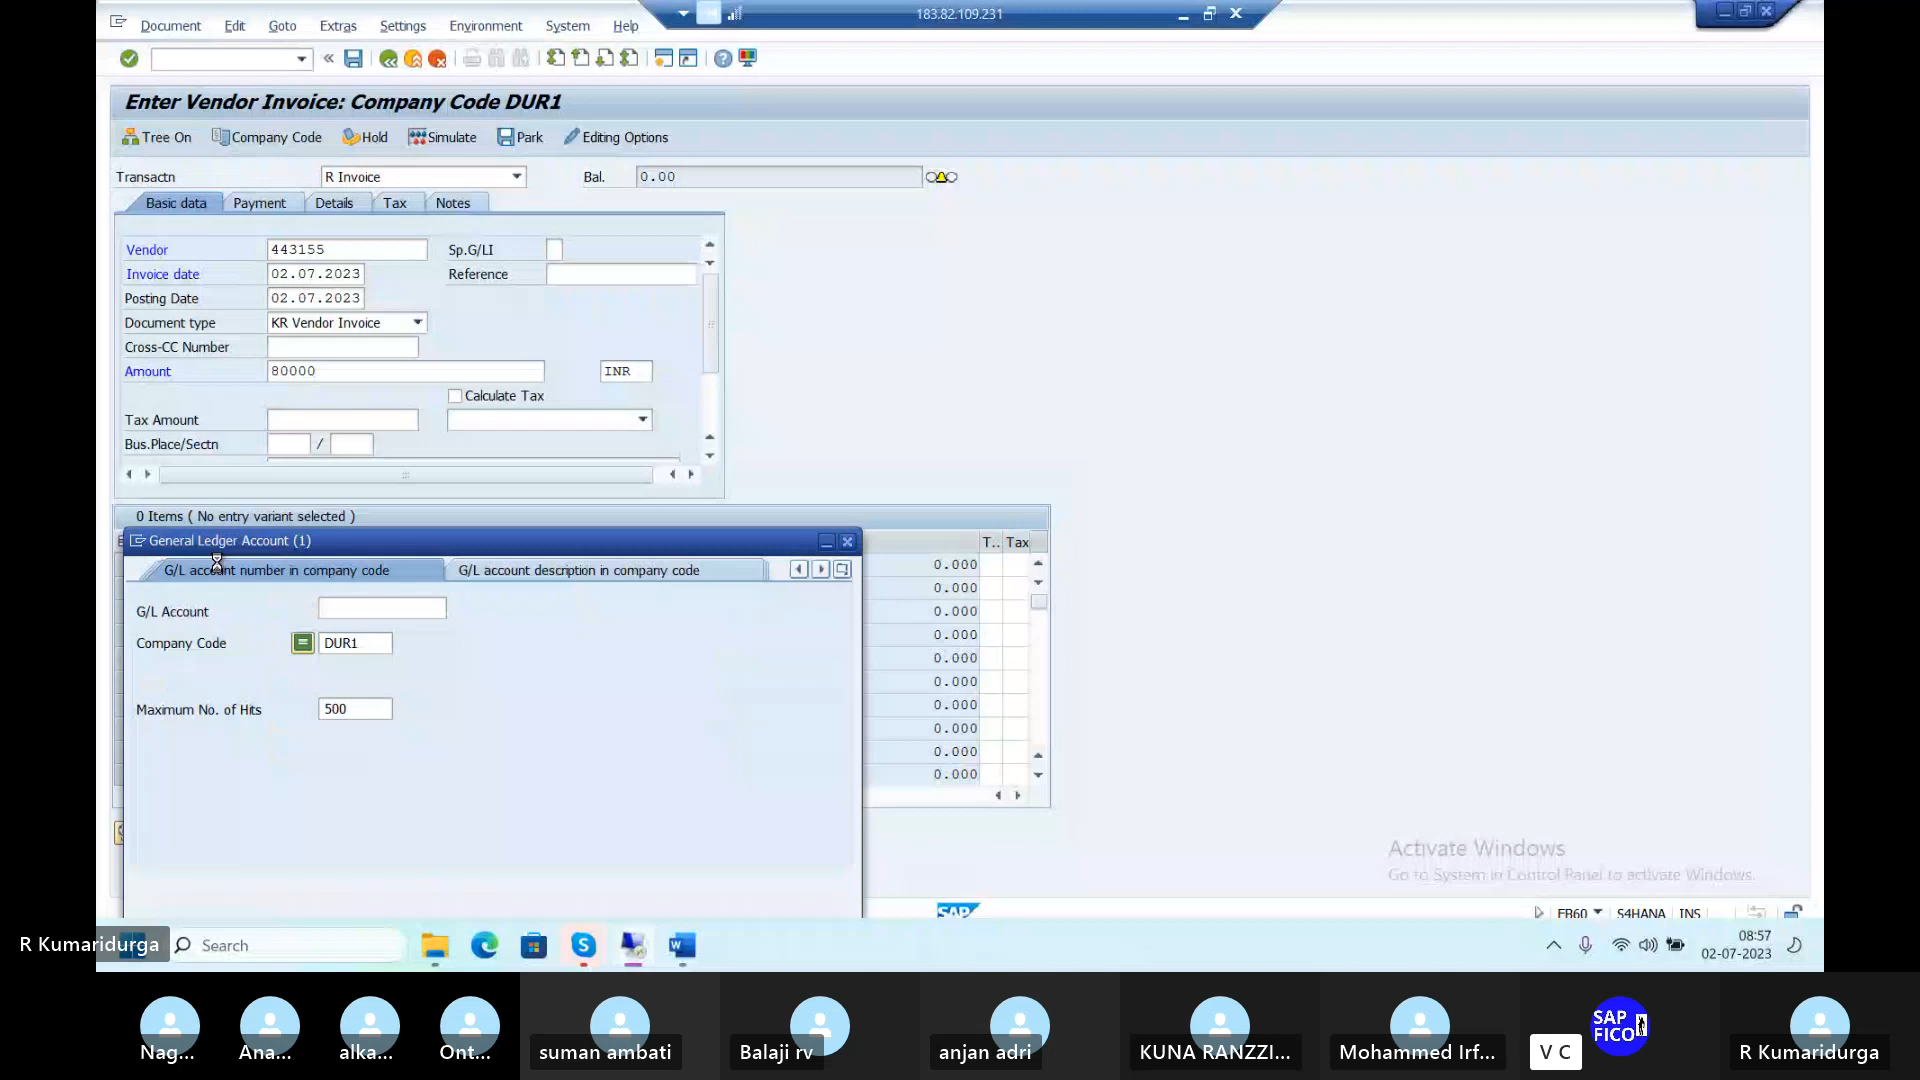 Document Edit Goto Extras Settings Environment System Help
183.82.109.231
Enter Vendor Invoice: Company Code DUR1
Tree On Company Code Hold Simulate Park Editing Options
Transactn R Invoice Bal. 0.00
Basic data Payment Details Tax Notes
Vendor 443155 Sp.G/LI
Invoice date 02.07.2023 Reference
Posting Date 02.07.2023
Document type KR Vendor Invoice
Cross-CC Number
Amount 80000 INR
Calculate Tax
Tax Amount
Bus.Place/Sectn /
0 Items ( No entry variant selected )
General Ledger Account (1) T.. Tax
G/L account number in company code G/L account description in company code 0.000
0.000
G/L Account 0.000
Company Code DUR1 0.000
0.000
0.000
Maximum No. of Hits 500 0.000
0.000
0.000
0.000
Activate Windows
Go to System in Control Panel to activate Windows.
SAP FB60 S4HANA INS
R Kumaridurga Search 08:57
02-07-2023
SAP
FICO
Nag... Ana... alka... Ont... suman ambati Balaji rv anjan adri KUNA RANZZI... Mohammed Irf... V C R Kumaridurga